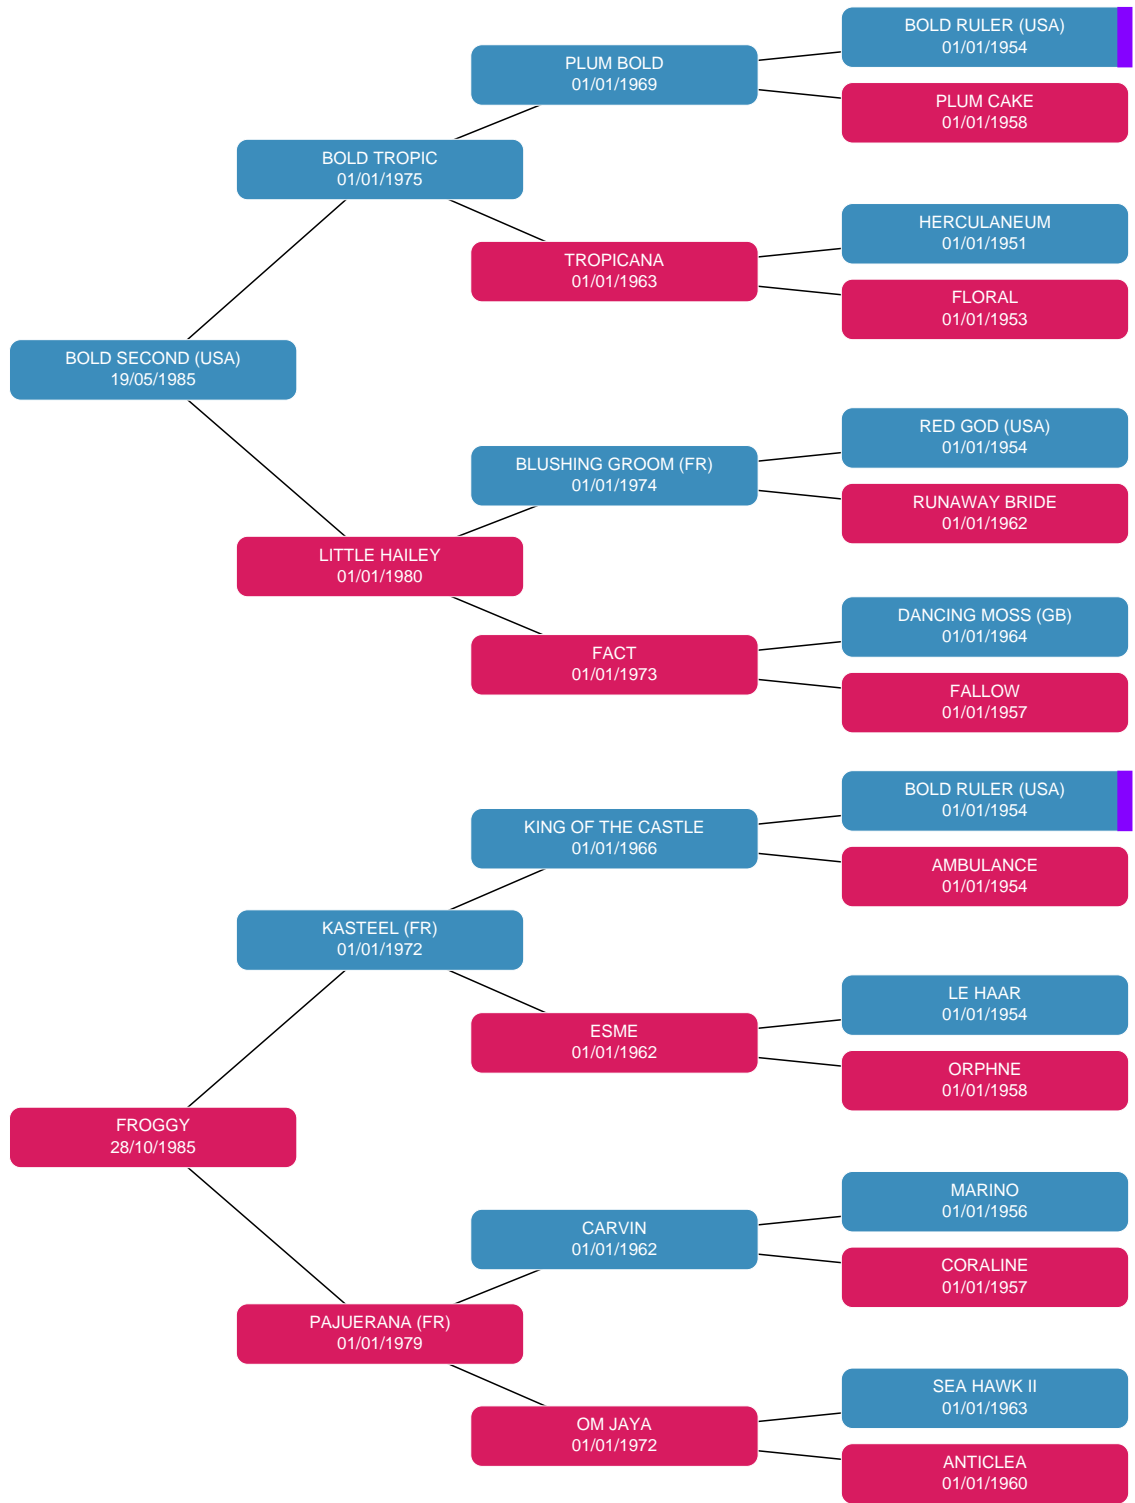 BOLD RULER (USA)
01/01/1954
PLUM BOLD
01/01/1969
PLUM CAKE
01/01/1958
BOLD TROPIC
01/01/1975
HERCULANEUM
01/01/1951
TROPICANA
01/01/1963
FLORAL
01/01/1953
BOLD SECOND (USA)
19/05/1985
RED GOD (USA)
01/01/1954
BLUSHING GROOM (FR)
01/01/1974
RUNAWAY BRIDE
01/01/1962
LITTLE HAILEY
01/01/1980
DANCING MOSS (GB)
01/01/1964
FACT
01/01/1973
FALLOW
01/01/1957
BOLD RULER (USA)
01/01/1954
KING OF THE CASTLE
01/01/1966
AMBULANCE
01/01/1954
KASTEEL (FR)
01/01/1972
LE HAAR
01/01/1954
ESME
01/01/1962
ORPHNE
01/01/1958
FROGGY
28/10/1985
MARINO
01/01/1956
CARVIN
01/01/1962
CORALINE
01/01/1957
PAJUERANA (FR)
01/01/1979
SEA HAWK II
01/01/1963
OM JAYA
01/01/1972
ANTICLEA
01/01/1960